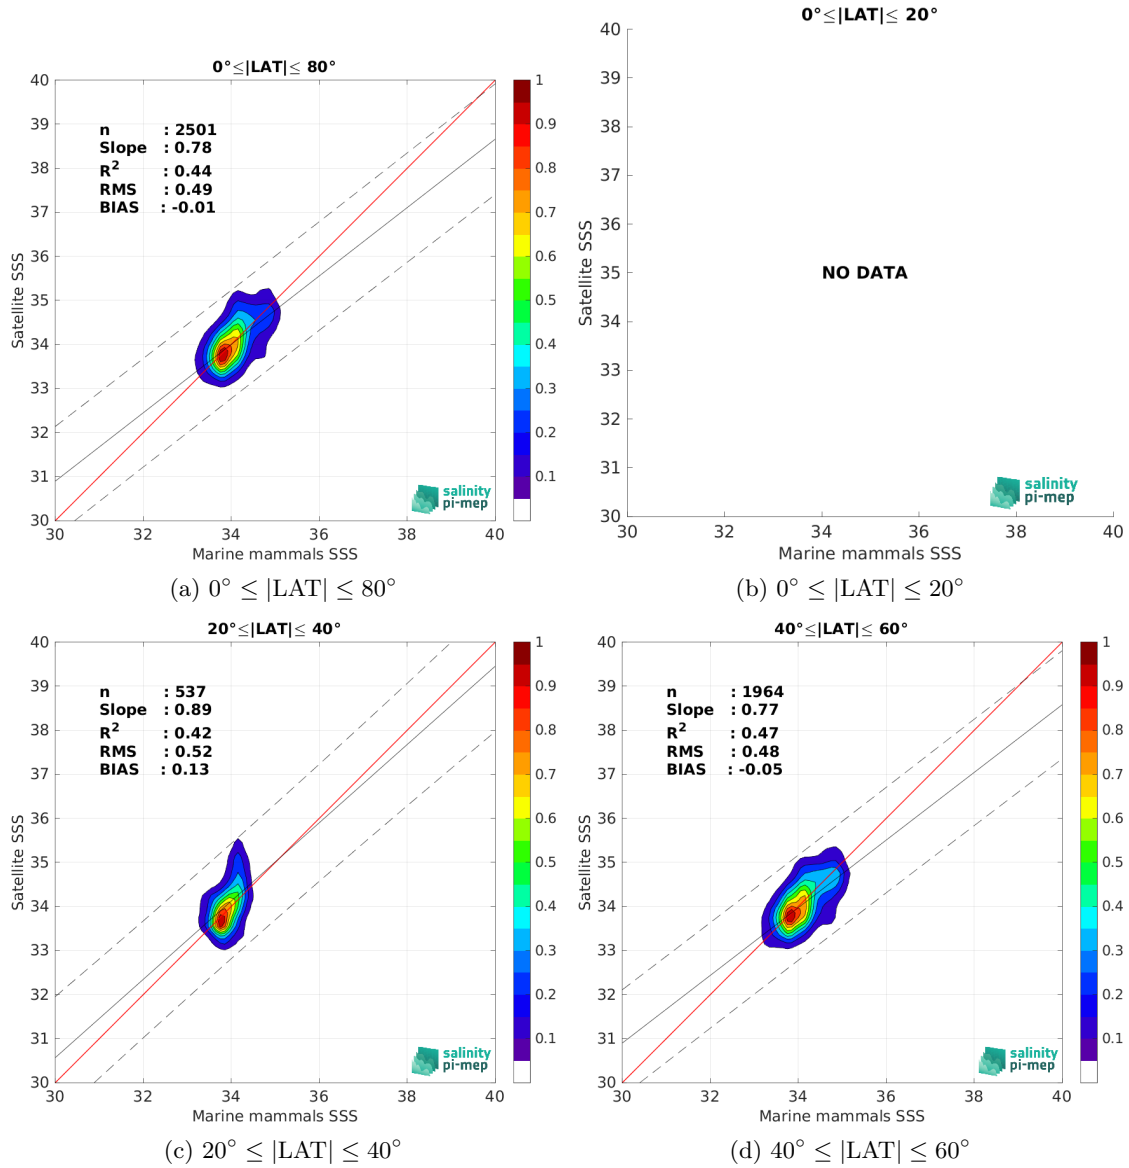 0°≤|LAT|≤ 80°
40
39
38
37
36
35
34
33
32
31
30
Satellite SSS
n : 2501
Slope : 0.78
R² : 0.44
RMS : 0.49
BIAS : -0.01
salinity
pi-mep
30 32 34 36 38 40
Marine mammals SSS
1
0.9
0.8
0.7
0.6
0.5
0.4
0.3
0.2
0.1
(a) 0° ≤ |LAT| ≤ 80°
0°≤|LAT|≤ 20°
40
39
38
37
36
35
34
33
32
31
30
Satellite SSS
NO DATA
salinity
pi-mep
30 32 34 36 38 40
Marine mammals SSS
(b) 0° ≤ |LAT| ≤ 20°
20°≤|LAT|≤ 40°
40
39
38
37
36
35
34
33
32
31
30
Satellite SSS
n : 537
Slope : 0.89
R² : 0.42
RMS : 0.52
BIAS : 0.13
salinity
pi-mep
30 32 34 36 38 40
Marine mammals SSS
1
0.9
0.8
0.7
0.6
0.5
0.4
0.3
0.2
0.1
(c) 20° ≤ |LAT| ≤ 40°
40°≤|LAT|≤ 60°
40
39
38
37
36
35
34
33
32
31
30
Satellite SSS
n : 1964
Slope : 0.77
R² : 0.47
RMS : 0.48
BIAS : -0.05
salinity
pi-mep
30 32 34 36 38 40
Marine mammals SSS
1
0.9
0.8
0.7
0.6
0.5
0.4
0.3
0.2
0.1
(d) 40° ≤ |LAT| ≤ 60°